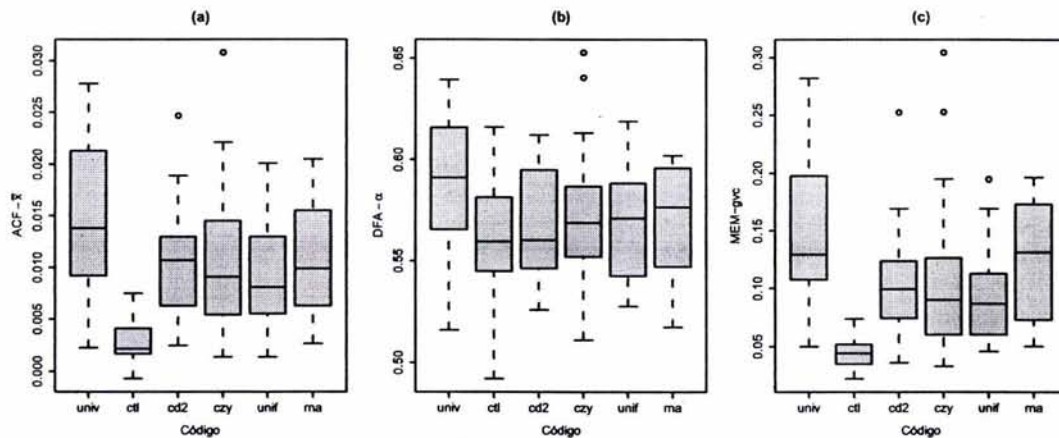 (a)
ACF - x̄
0.030
0.025
0.020
0.015
0.010
0.005
0.000
univ ctl cd2 czy unif ma
Código
(b)
DFA - α
0.65
0.60
0.55
0.50
univ ctl cd2 czy unif ma
Código
(c)
MEM-gvc
0.30
0.25
0.20
0.15
0.10
0.05
univ ctl cd2 czy unif ma
Código